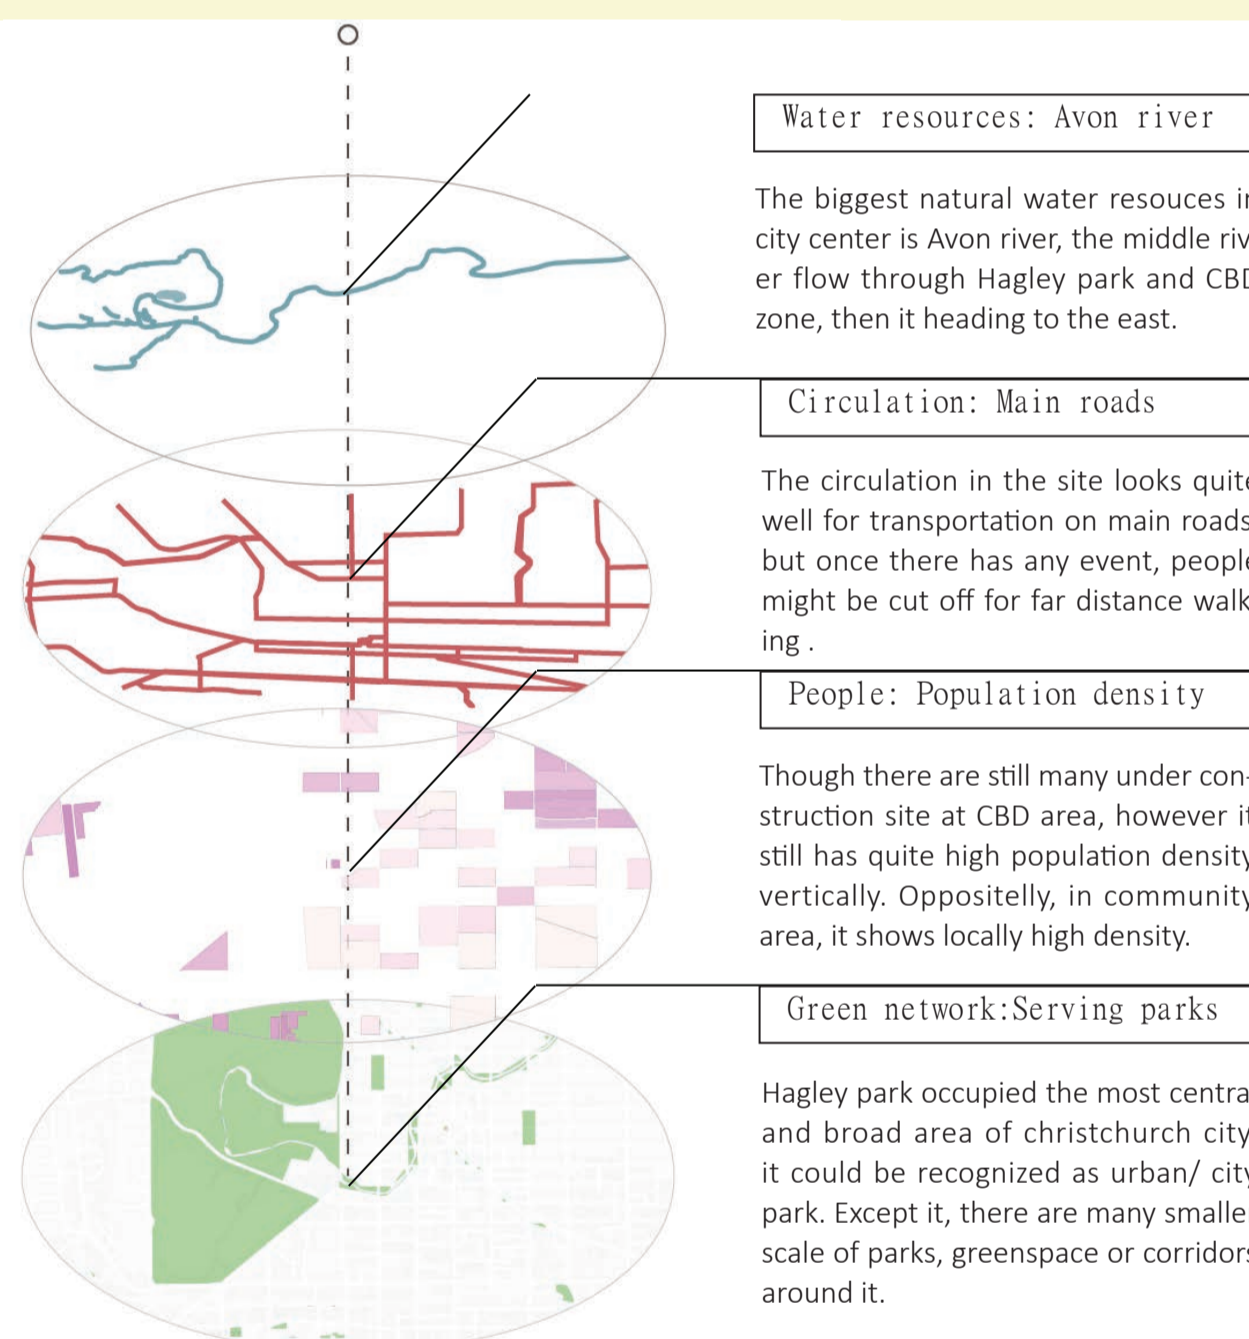 Water resources: Avon river
The biggest natural water resouces in
city center is Avon river, the middle riv
er flow through Hagley park and CBD
zone, then it heading to the east.
Circulation: Main roads
The circulation in the site looks quite
well for transportation on main roads
but once there has any event, people
might be cut off for far distance walk
ing .
People: Population density
Though there are still many under con-
struction site at CBD area, however it
still has quite high population density
vertically. Oppositelly, in community
area, it shows locally high density.
Green network:Serving parks
Hagley park occupied the most centra
and broad area of christchurch city
it could be recognized as urban/ city
park. Except it, there are many smalle
scale of parks, greenspace or corridors
around it.